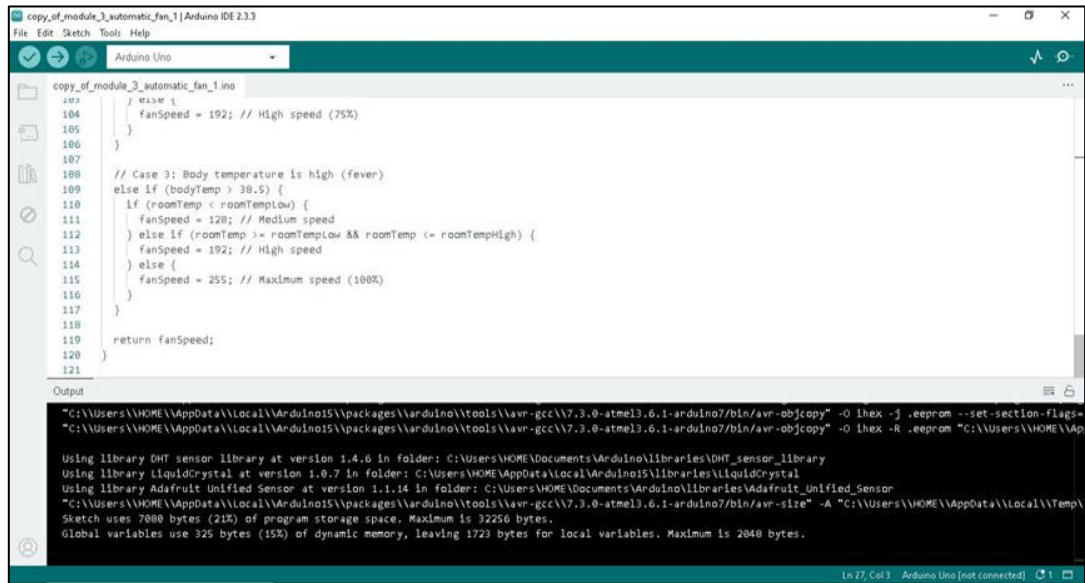 copy_of_module_3_automatic_fan_1 | Arduino IDE 2.3.3
File Edit Sketch Tools Help
Arduino Uno
copy_of_module_3_automatic_fan_1.ino
103 } else {
104 fanSpeed = 192; // High speed (75%)
105 }
106 }
107
108 // Case 3: Body temperature is high (fever)
109 else if (bodyTemp > 38.5) {
110 if (roomTemp < roomTempLow) {
111 fanSpeed = 128; // Medium speed
112 } else if (roomTemp >= roomTempLow && roomTemp <= roomTempHigh) {
113 fanSpeed = 192; // High speed
114 } else {
115 fanSpeed = 255; // Maximum speed (100%)
116 }
117 }
118
119 return fanSpeed;
120 }
121
Output
"C:\\Users\\HOME\\AppData\\Local\\Arduino15\\packages\\arduino\\tools\\avr-gcc\\7.3.0-atmel3.6.1-arduino7/bin/avr-objcopy" -O ihex -j .eeprom --set-section-flags=
"C:\\Users\\HOME\\AppData\\Local\\Arduino15\\packages\\arduino\\tools\\avr-gcc\\7.3.0-atmel3.6.1-arduino7/bin/avr-objcopy" -O ihex -R .eeprom "C:\\Users\\HOME\\Ap
Using library DHT sensor library at version 1.4.6 in folder: C:\Users\HOME\Documents\Arduino\libraries\DHT_sensor_library
Using library LiquidCrystal at version 1.0.7 in folder: C:\Users\HOME\AppData\Local\Arduino15\libraries\LiquidCrystal
Using library Adafruit Unified Sensor at version 1.1.14 in folder: C:\Users\HOME\Documents\Arduino\libraries\Adafruit_Unified_Sensor
"C:\\Users\\HOME\\AppData\\Local\\Arduino15\\packages\\arduino\\tools\\avr-gcc\\7.3.0-atmel3.6.1-arduino7/bin/avr-size" -A "C:\\Users\\HOME\\AppData\\Local\\Temp\
Sketch uses 7080 bytes (21%) of program storage space. Maximum is 32256 bytes.
Global variables use 325 bytes (15%) of dynamic memory, leaving 1723 bytes for local variables. Maximum is 2048 bytes.
Ln 27, Col 3 Arduino Uno [not connected] 1